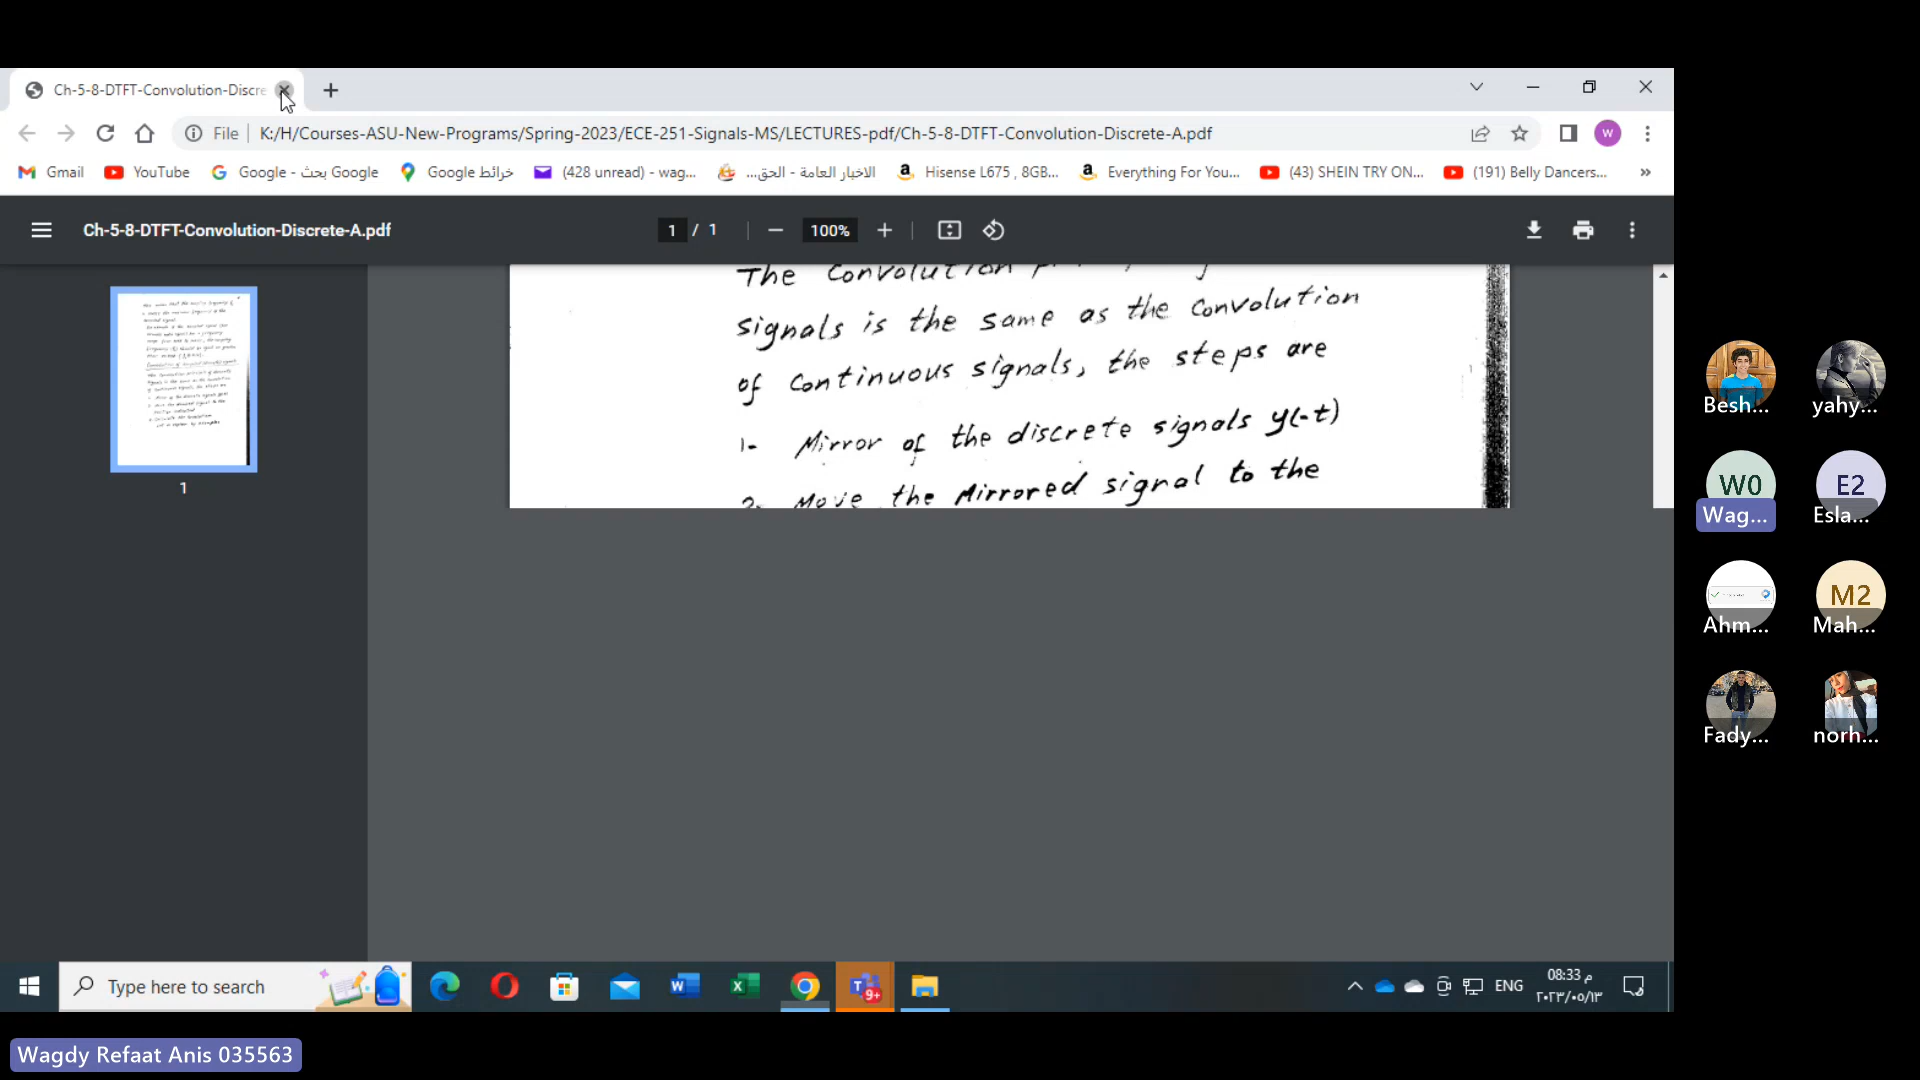 Ch-5-8-DTFT-Convolution-Discre
File
K:/H/Courses-ASU-New-Programs/Spring-2023/ECE-251-Signals-MS/LECTURES-pdf/Ch-5-8-DTFT-Convolution-Discrete-A.pdf
W
Gmail
YouTube
Google - بحث Google
خرائط Google
(428 unread) - wag...
الاخبار العامة - الحق...
Hisense L675 , 8GB...
Everything For You...
(43) SHEIN TRY ON...
(191) Belly Dancers...
»
Ch-5-8-DTFT-Convolution-Discrete-A.pdf
1 / 1
100%
1
The Convolution
signals is the same as the convolution
of continuous signals, the steps are
1- Mirror of the discrete signals y(-t)
2- Move the Mirrored signal to the
Besh...
yahy...
W0
Wag...
E2
Esla...
Ahm...
M2
Mah...
Fady...
norh...
Type here to search
9+
ENG
08:33 م
٢٠٢٣/٠٥/١٣
Wagdy Refaat Anis 035563